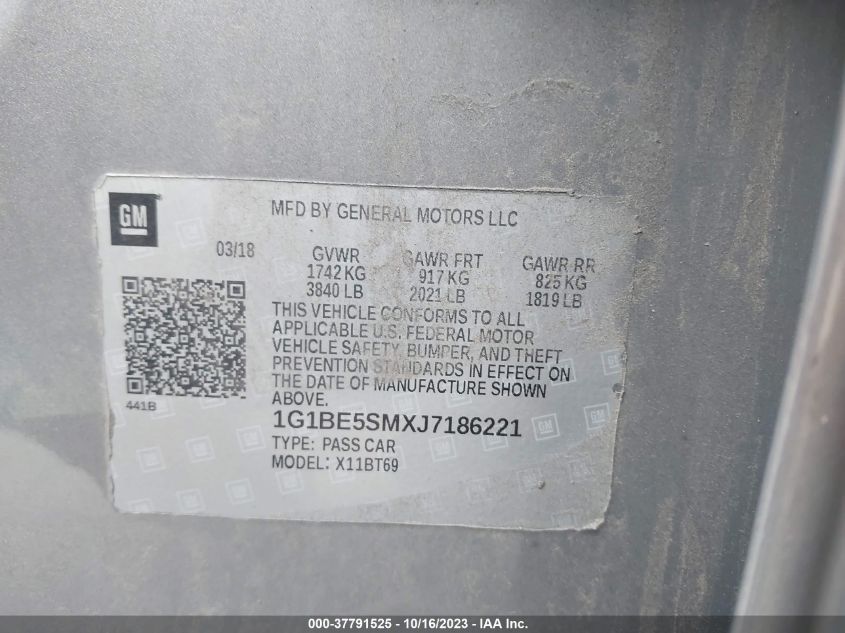 GM
MFD BY GENERAL MOTORS LLC
03/18 GVWR GAWR FRT GAWR RR
1742 KG 917 KG 825 KG
3840 LB 2021 LB 1819 LB
THIS VEHICLE CONFORMS TO ALL
APPLICABLE U.S. FEDERAL MOTOR
VEHICLE SAFETY, BUMPER, AND THEFT
PREVENTION STANDARDS IN EFFECT ON
THE DATE OF MANUFACTURE SHOWN
ABOVE.
441B
1G1BE5SMXJ7186221
TYPE: PASS CAR
MODEL: X11BT69
000-37791525 - 10/16/2023 - IAA Inc.